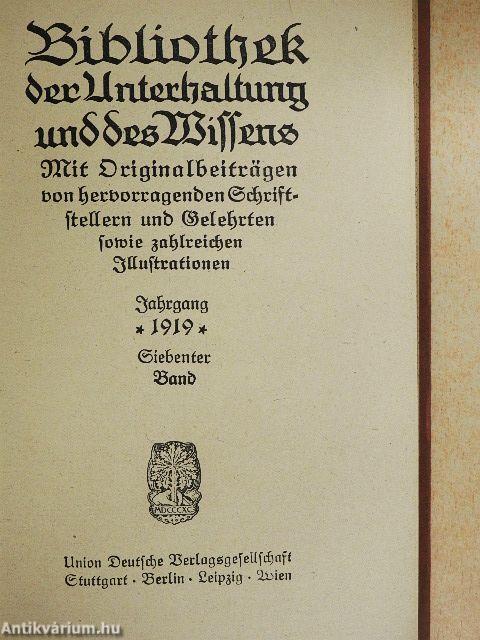 Bibliothek
der Unterhaltung
und des Wissens
Mit Originalbeiträgen
von hervorragenden Schrift-
stellern und Gelehrten
sowie zahlreichen
Illustrationen
Jahrgang
* 1919 *
Siebenter
Band
MDCCCXC
Union Deutsche Verlagsgesellschaft
Stuttgart · Berlin · Leipzig · Wien
Antikvárium.hu